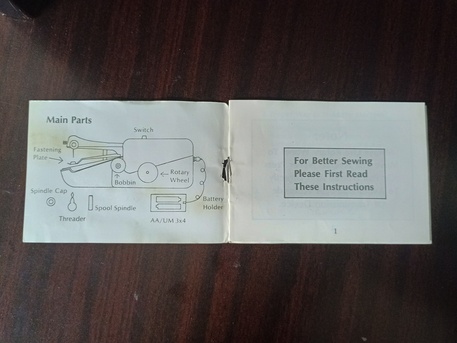 Main Parts
Switch
Fastening
Plate
Bobbin
Rotary
Wheel
Spindle Cap
Threader
Spool Spindle
Battery
Holder
AA/UM 3x4
For Better Sewing
Please First Read
These Instructions
1